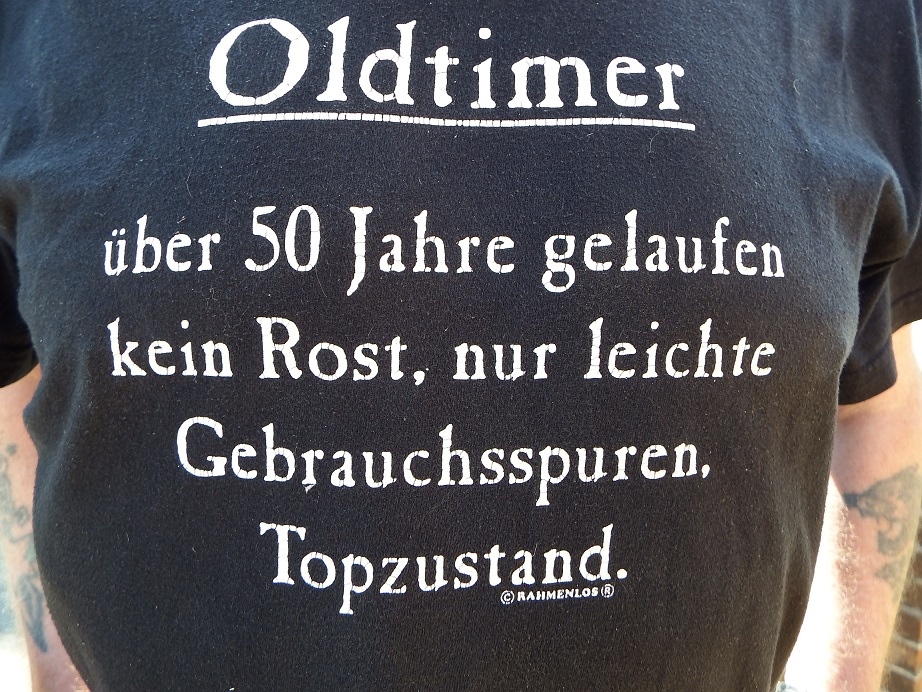 Oldtimer
über 50 Jahre gelaufen
kein Rost, nur leichte
Gebrauchsspuren,
Topzustand.
© RAHMENLOS ®